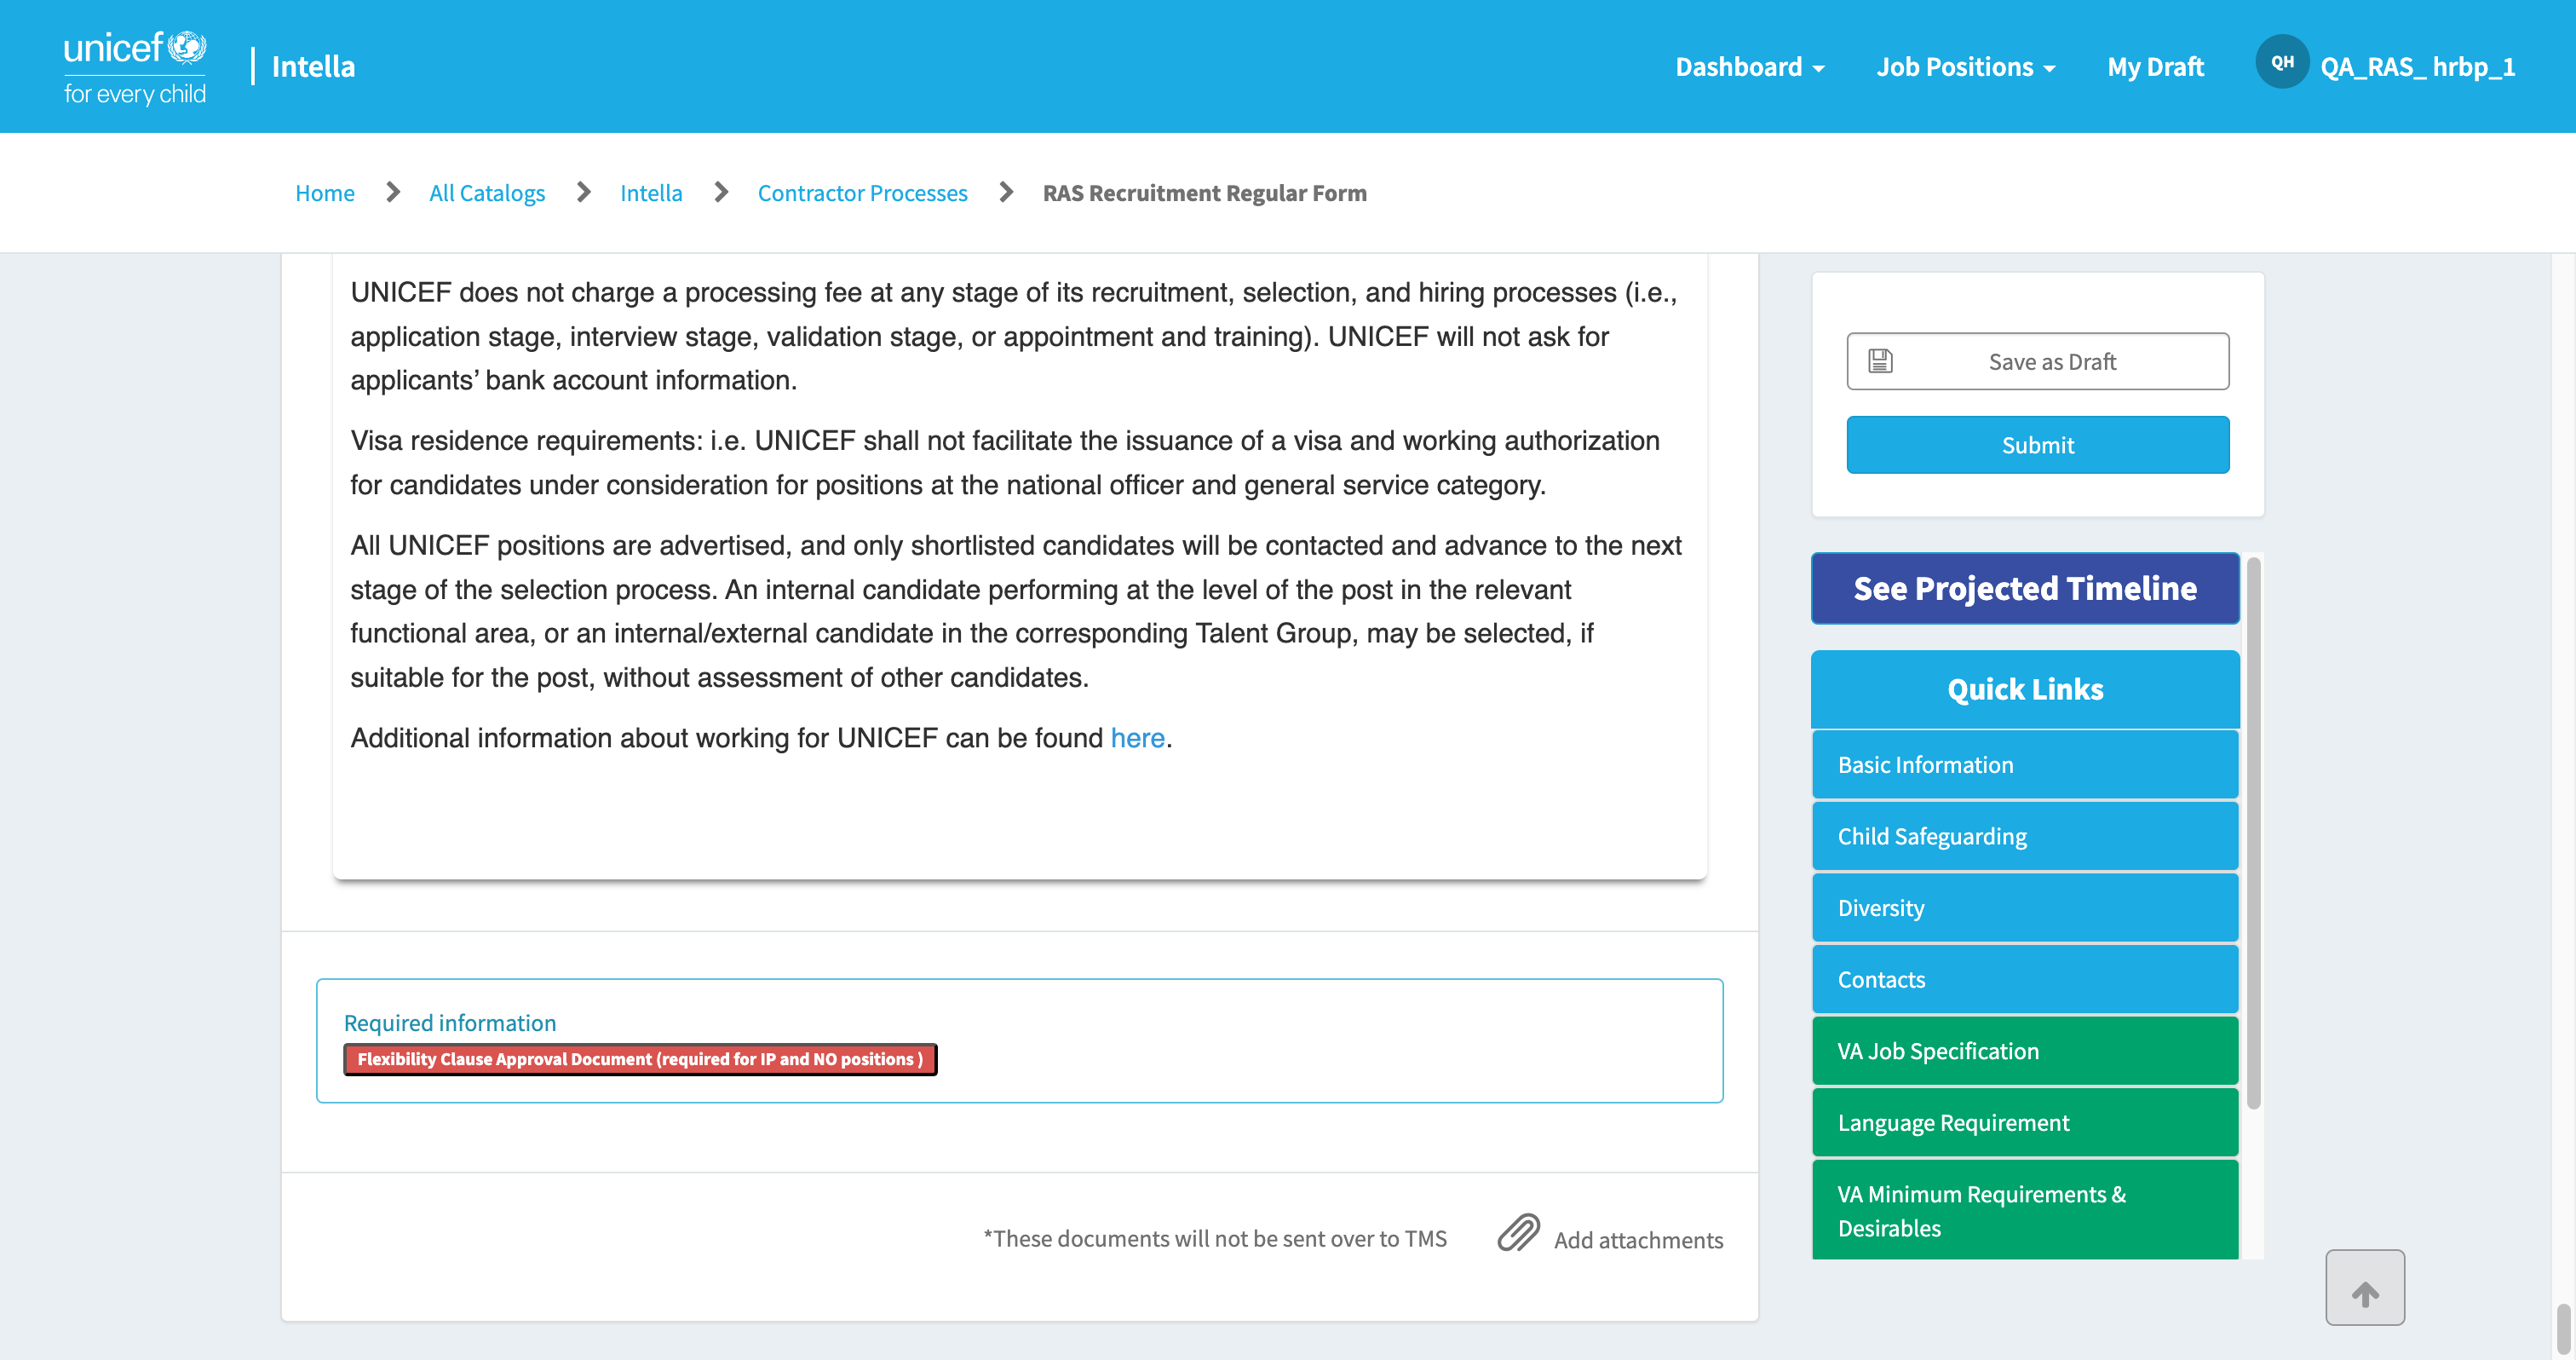 unicef
for every child
Intella
Dashboard
Job Positions
My Draft
QH
QA_RAS_ hrbp_1
Home
All Catalogs
Intella
Contractor Processes
RAS Recruitment Regular Form
UNICEF does not charge a processing fee at any stage of its recruitment, selection, and hiring processes (i.e.,
application stage, interview stage, validation stage, or appointment and training). UNICEF will not ask for
applicants’ bank account information.
Visa residence requirements: i.e. UNICEF shall not facilitate the issuance of a visa and working authorization
for candidates under consideration for positions at the national officer and general service category.
All UNICEF positions are advertised, and only shortlisted candidates will be contacted and advance to the next
stage of the selection process. An internal candidate performing at the level of the post in the relevant
functional area, or an internal/external candidate in the corresponding Talent Group, may be selected, if
suitable for the post, without assessment of other candidates.
Additional information about working for UNICEF can be found here.
Required information
Flexibility Clause Approval Document (required for IP and NO positions )
*These documents will not be sent over to TMS
Add attachments
Save as Draft
Submit
See Projected Timeline
Quick Links
Basic Information
Child Safeguarding
Diversity
Contacts
VA Job Specification
Language Requirement
VA Minimum Requirements &
Desirables